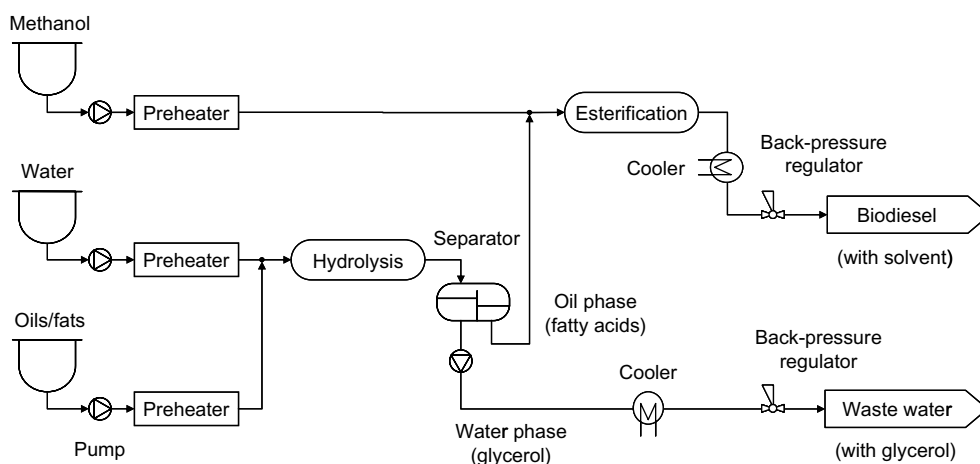 Methanol
Preheater
Esterification
Cooler
Back-pressure
regulator
Biodiesel
(with solvent)
Water
Preheater
Hydrolysis
Separator
Oil phase
(fatty acids)
Oils/fats
Preheater
Pump
Water phase
(glycerol)
Cooler
Back-pressure
regulator
Waste water
(with glycerol)